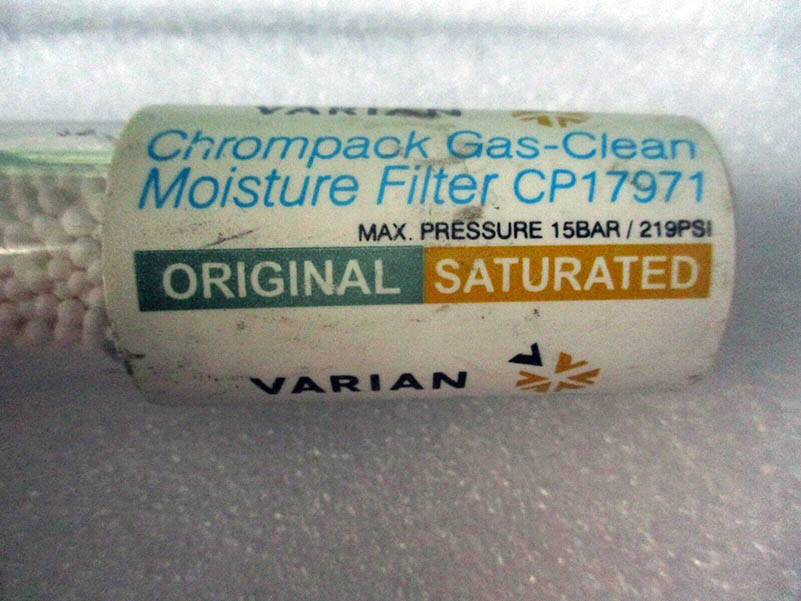 VARIAN
Chrompack Gas-Clean
Moisture Filter CP17971
MAX. PRESSURE 15BAR / 219PSI
ORIGINAL SATURATED
VARIAN